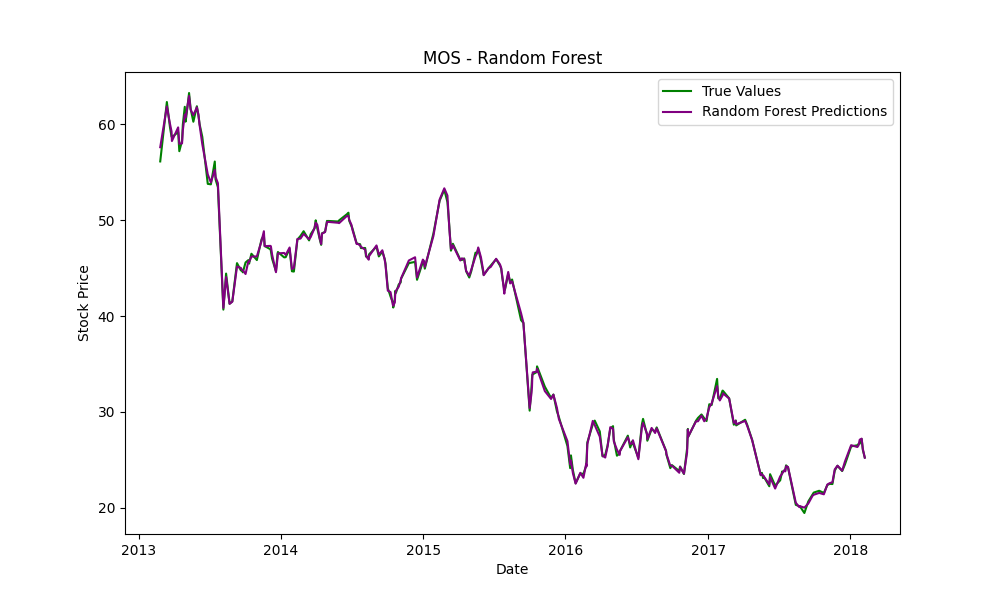 MOS - Random Forest
True Values
Random Forest Predictions
Stock Price
60
50
40
30
20
2013
2014
2015
2016
2017
2018
Date